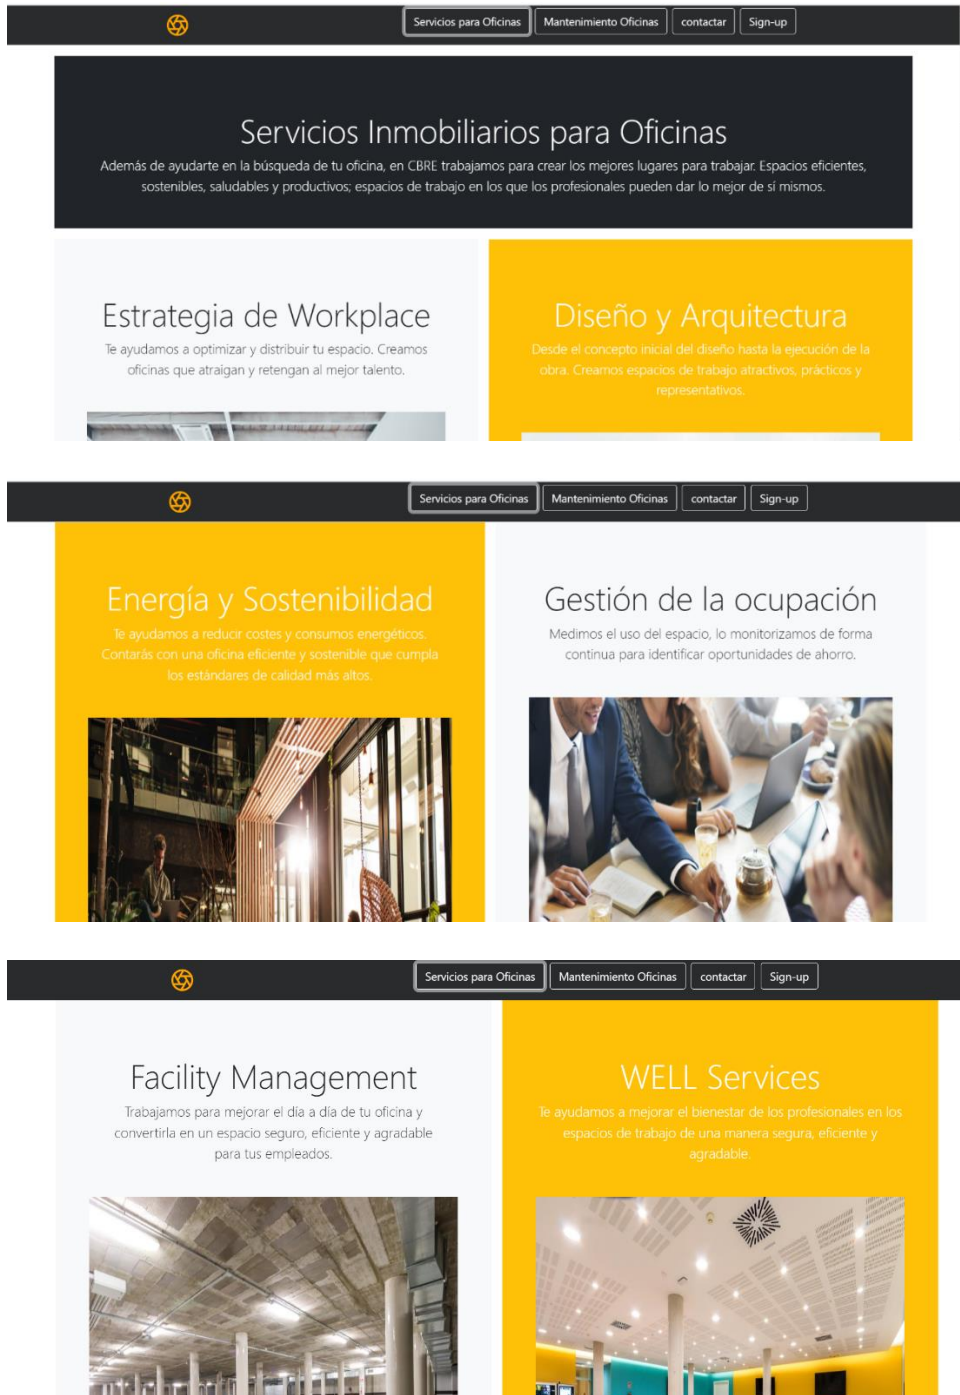 Servicios para Oficinas
Mantenimiento Oficinas
contactar
Sign-up
Servicios Inmobiliarios para Oficinas
Además de ayudarte en la búsqueda de tu oficina, en CBRE trabajamos para crear los mejores lugares para trabajar. Espacios eficientes,
sostenibles, saludables y productivos; espacios de trabajo en los que los profesionales pueden dar lo mejor de sí mismos.
Estrategia de Workplace
Te ayudamos a optimizar y distribuir tu espacio. Creamos
oficinas que atraigan y retengan al mejor talento.
Diseño y Arquitectura
Desde el concepto inicial del diseño hasta la ejecución de la
obra. Creamos espacios de trabajo atractivos, prácticos y
representativos.
Servicios para Oficinas
Mantenimiento Oficinas
contactar
Sign-up
Energía y Sostenibilidad
Te ayudamos a reducir costes y consumos energéticos.
Contarás con una oficina eficiente y sostenible que cumpla
los estándares de calidad más altos.
Gestión de la ocupación
Medimos el uso del espacio, lo monitorizamos de forma
continua para identificar oportunidades de ahorro.
Servicios para Oficinas
Mantenimiento Oficinas
contactar
Sign-up
Facility Management
Trabajamos para mejorar el día a día de tu oficina y
convertirla en un espacio seguro, eficiente y agradable
para tus empleados.
WELL Services
Te ayudamos a mejorar el bienestar de los profesionales en los
espacios de trabajo de una manera segura, eficiente y
agradable.